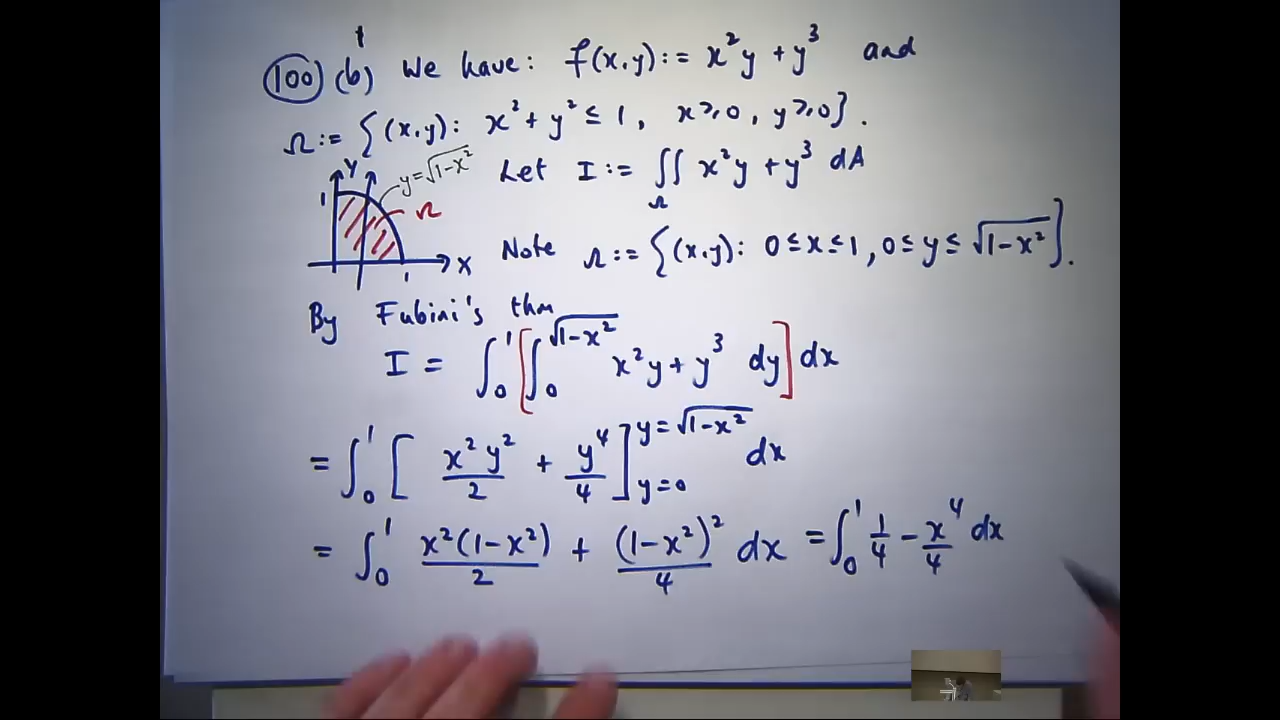 100 (b) We have: f(x,y) := x²y + y³ and
Ω := {(x,y): x² + y² ≤ 1, x ≥ 0, y ≥ 0}.
y = √(1-x²)
Let I := ∬_Ω x²y + y³ dA
Y
1
Ω
X
1
Note Ω := {(x,y): 0 ≤ x ≤ 1, 0 ≤ y ≤ √(1-x²)}.
By Fubini's thm
I = ∫₀¹ [∫₀^√(1-x²) x²y + y³ dy] dx
= ∫₀¹ [x²y²/2 + y⁴/4]_{y=0}^{y=√(1-x²)} dx
= ∫₀¹ x²(1-x²)/2 + (1-x²)²/4 dx = ∫₀¹ 1/4 - x⁴/4 dx